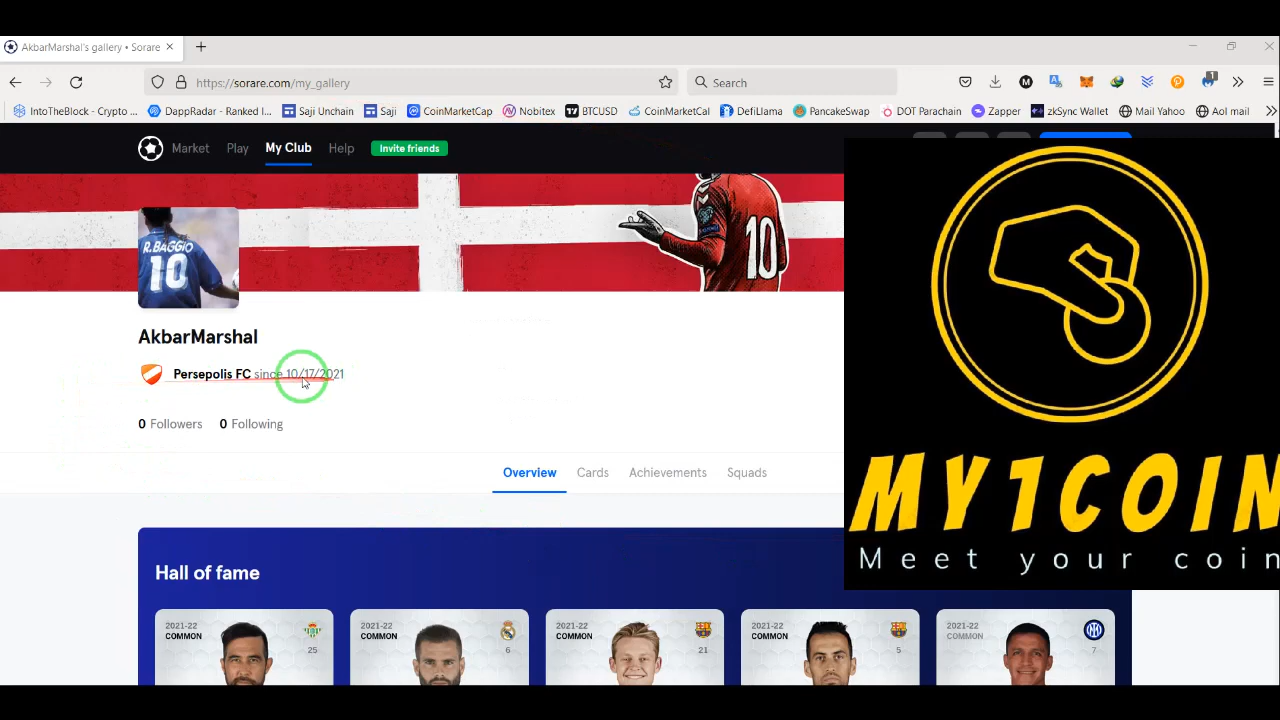 AkbarMarshal's gallery • Sorare
https://sorare.com/my_gallery
Search
IntoTheBlock - Crypto ...
DappRadar - Ranked l...
Saji Unchain
Saji
CoinMarketCap
Nobitex
BTCUSD
CoinMarketCal
DefiLlama
PancakeSwap
DOT Parachain
Zapper
zkSync Wallet
Mail Yahoo
Aol mail
Market
Play
My Club
Help
Invite friends
R.BAGGIO
10
10
AkbarMarshal
Persepolis FC since 10/17/2021
0 Followers 0 Following
Overview
Cards
Achievements
Squads
Hall of fame
2021-22
COMMON
25
2021-22
COMMON
6
2021-22
COMMON
21
2021-22
COMMON
5
2021-22
COMMON
7
MY1COIN
Meet your coin